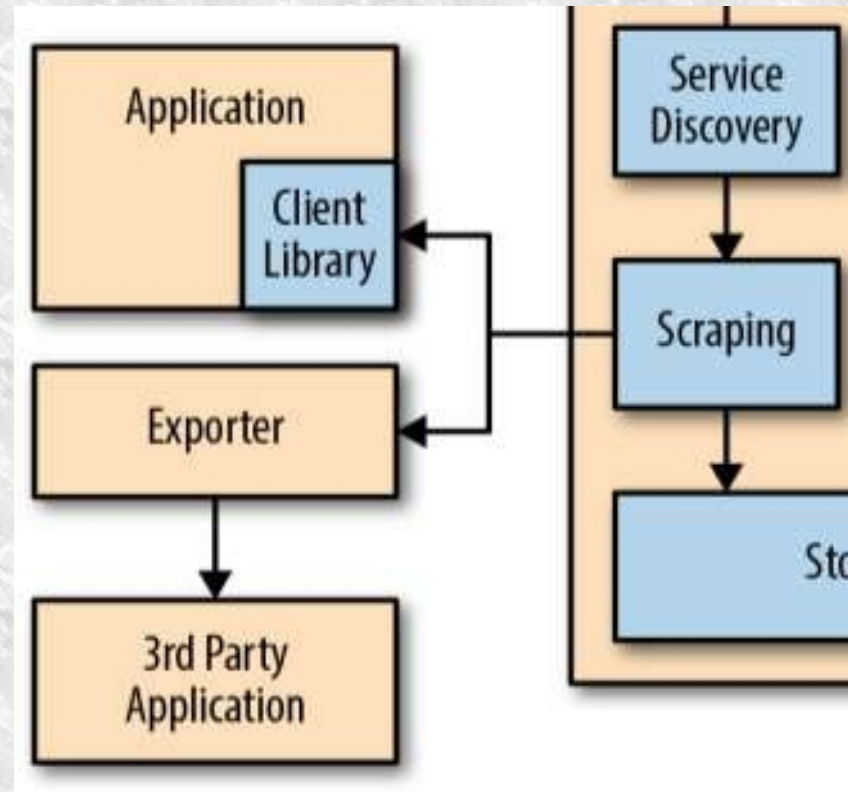 Application
Client
Library
Exporter
3rd Party
Application
Service
Discovery
Scraping